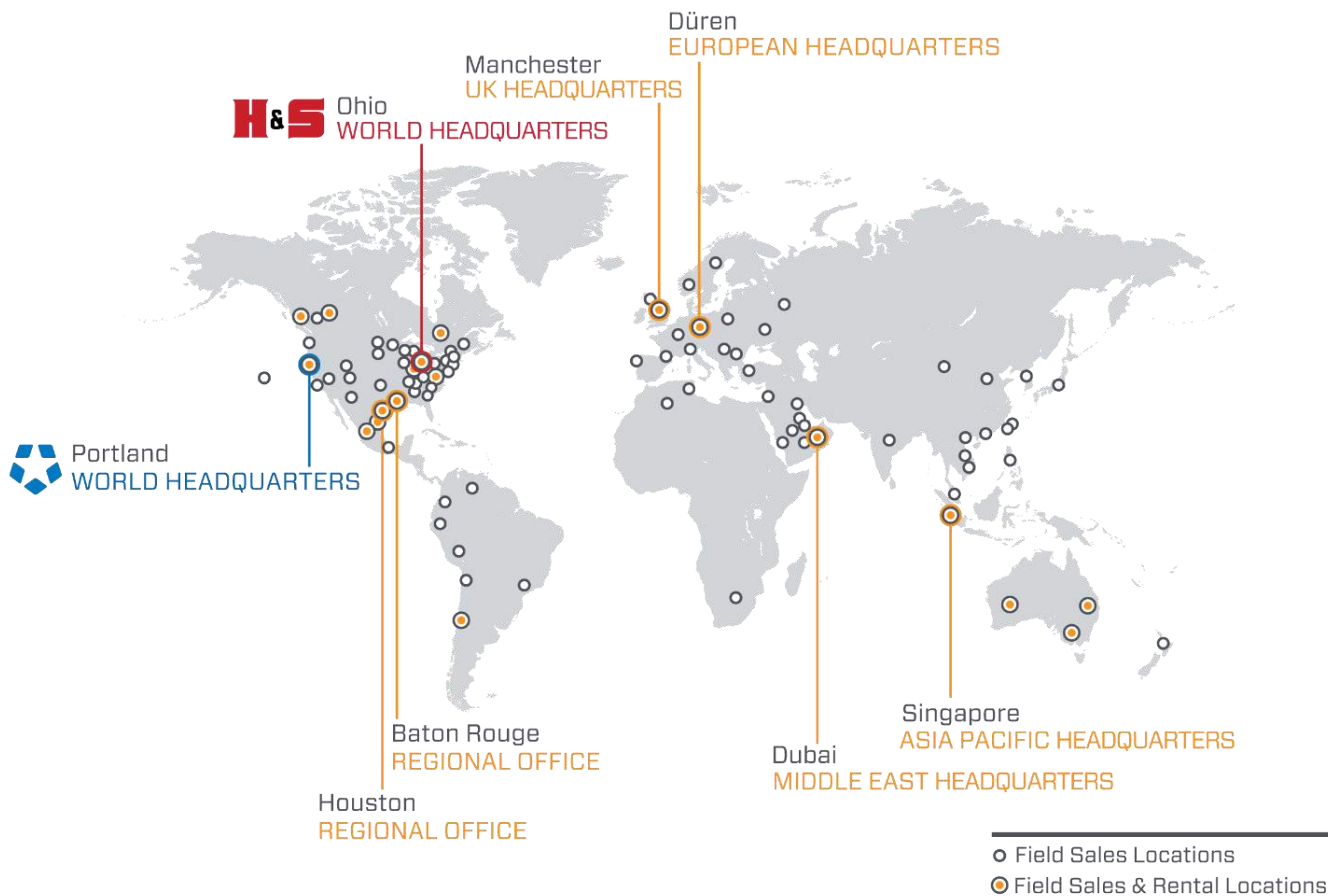 Düren
EUROPEAN HEADQUARTERS
Manchester
UK HEADQUARTERS
H&S
Ohio
WORLD HEADQUARTERS
Portland
WORLD HEADQUARTERS
Baton Rouge
REGIONAL OFFICE
Houston
REGIONAL OFFICE
Singapore
ASIA PACIFIC HEADQUARTERS
Dubai
MIDDLE EAST HEADQUARTERS
Field Sales Locations
Field Sales & Rental Locations